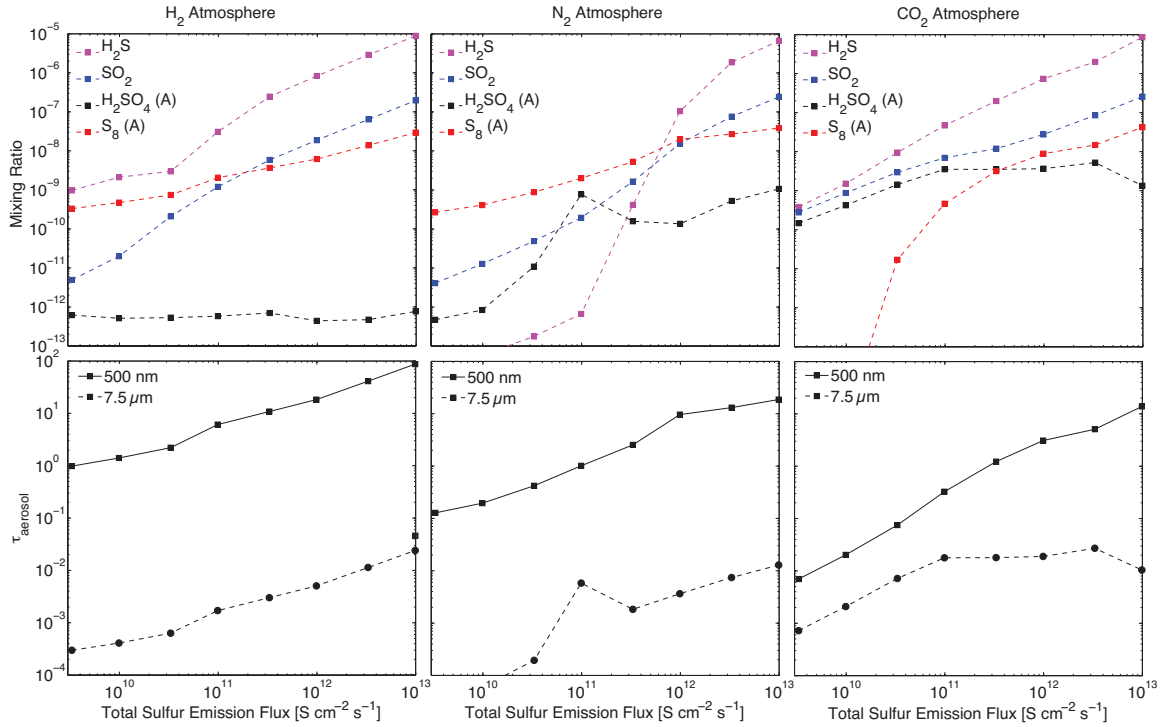 H2 Atmosphere
N2 Atmosphere
CO2 Atmosphere
Mixing Ratio
10^−5
10^−6
10^−7
10^−8
10^−9
10^−10
10^−11
10^−12
10^−13
H2S
SO2
H2SO4 (A)
S8 (A)
H2S
SO2
H2SO4 (A)
S8 (A)
H2S
SO2
H2SO4 (A)
S8 (A)
τaerosol
10^2
10^1
10^0
10^−1
10^−2
10^−3
10^−4
500 nm
7.5 μm
500 nm
7.5 μm
500 nm
7.5 μm
10^10 10^11 10^12 10^13
10^10 10^11 10^12 10^13
10^10 10^11 10^12 10^13
Total Sulfur Emission Flux [S cm−2 s−1]
Total Sulfur Emission Flux [S cm−2 s−1]
Total Sulfur Emission Flux [S cm−2 s−1]